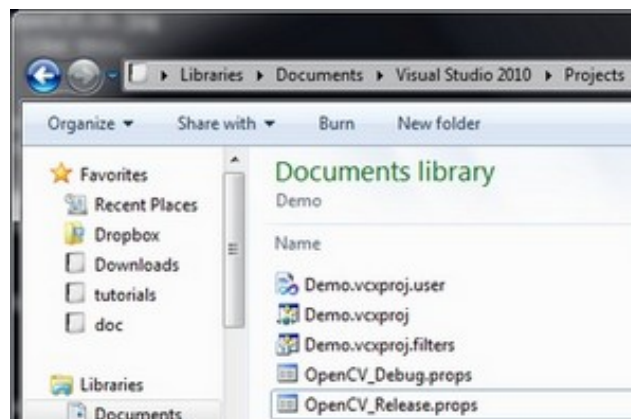 Libraries ▸ Documents ▸ Visual Studio 2010 ▸ Projects
Organize ▾ Share with ▾ Burn New folder
Favorites
Recent Places
Dropbox
Downloads
tutorials
doc
Libraries
Documents
Documents library
Demo
Name
Demo.vcxproj.user
Demo.vcxproj
Demo.vcxproj.filters
OpenCV_Debug.props
OpenCV_Release.props